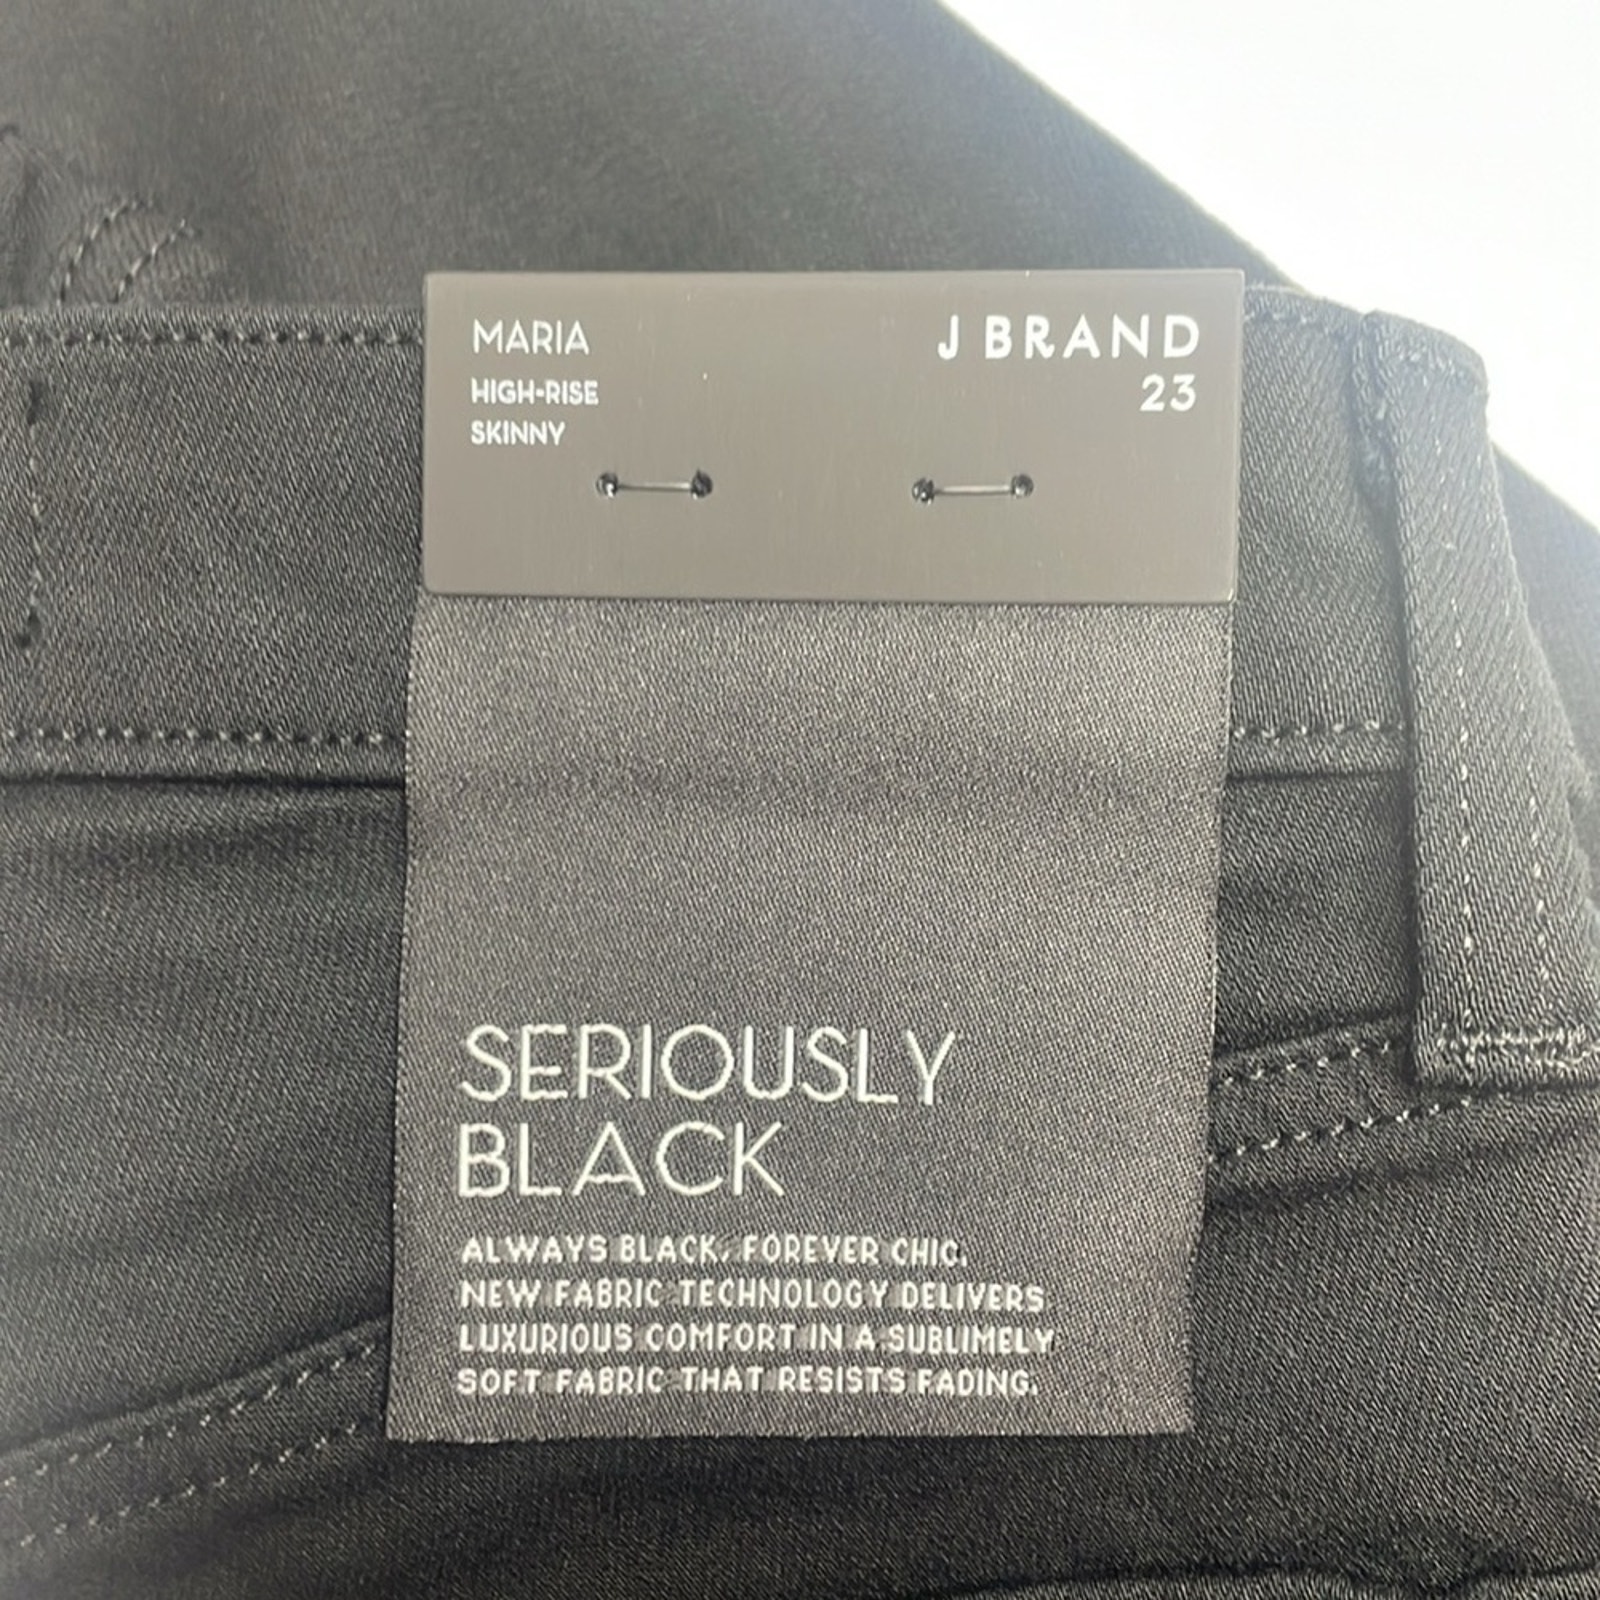 MARIA
HIGH-RISE
SKINNY
J BRAND
23
SERIOUSLY
BLACK
ALWAYS BLACK, FOREVER CHIC.
NEW FABRIC TECHNOLOGY DELIVERS
LUXURIOUS COMFORT IN A SUBLIMELY
SOFT FABRIC THAT RESISTS FADING.